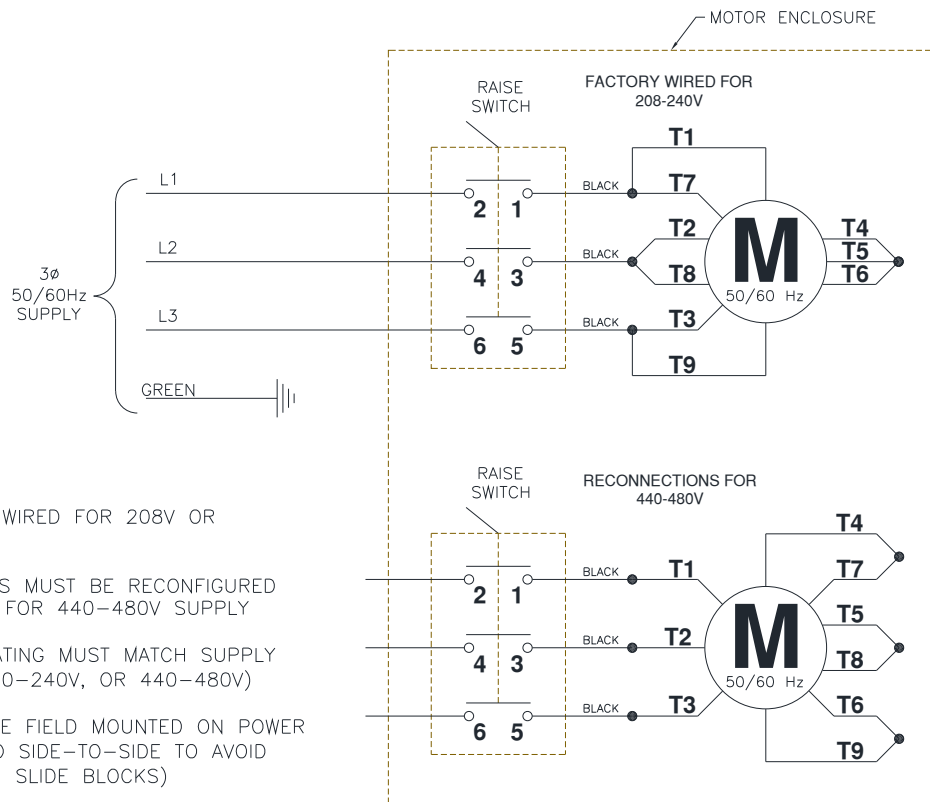 MOTOR ENCLOSURE
RAISE
SWITCH
FACTORY WIRED FOR
208-240V
T1
L1
BLACK
T7
2 1
T2
T4
L2
BLACK
M
T5
4 3
T8
T6
3ø
50/60Hz
SUPPLY
50/60 Hz
L3
BLACK
T3
6 5
T9
GREEN
RAISE
SWITCH
RECONNECTIONS FOR
440-480V
WIRED FOR 208V OR
T4
BLACK
T1
T7
S MUST BE RECONFIGURED
FOR 440-480V SUPPLY
2 1
T5
BLACK
T2
M
ATING MUST MATCH SUPPLY
0-240V, OR 440-480V)
4 3
T8
50/60 Hz
BLACK
T3
T6
E FIELD MOUNTED ON POWER
6 5
SIDE-TO-SIDE TO AVOID
T9
SLIDE BLOCKS)